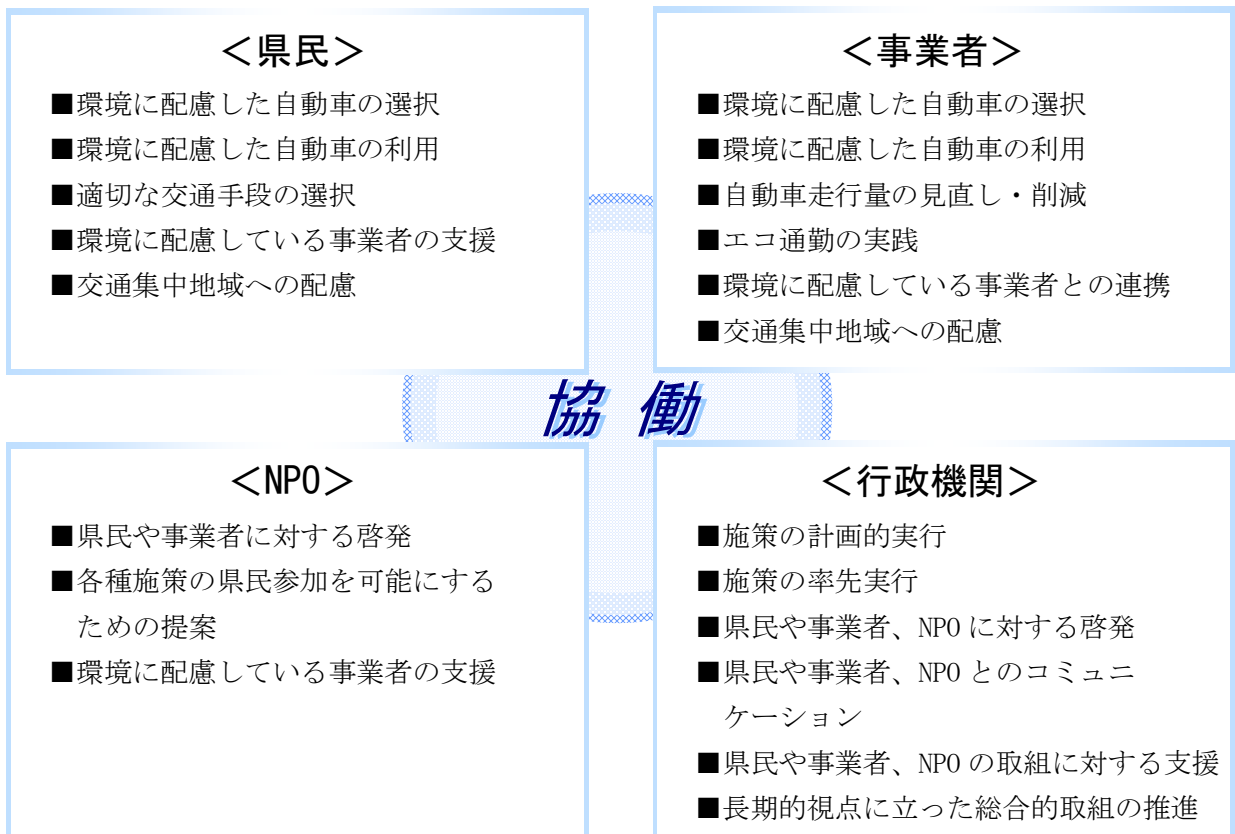 ＜県民＞
■環境に配慮した自動車の選択
■環境に配慮した自動車の利用
■適切な交通手段の選択
■環境に配慮している事業者の支援
■交通集中地域への配慮
＜事業者＞
■環境に配慮した自動車の選択
■環境に配慮した自動車の利用
■自動車走行量の見直し・削減
■エコ通勤の実践
■環境に配慮している事業者との連携
■交通集中地域への配慮
協 働
＜NPO＞
■県民や事業者に対する啓発
■各種施策の県民参加を可能にする
ための提案
■環境に配慮している事業者の支援
＜行政機関＞
■施策の計画的実行
■施策の率先実行
■県民や事業者、NPO に対する啓発
■県民や事業者、NPO とのコミュニ
ケーション
■県民や事業者、NPO の取組に対する支援
■長期的視点に立った総合的取組の推進